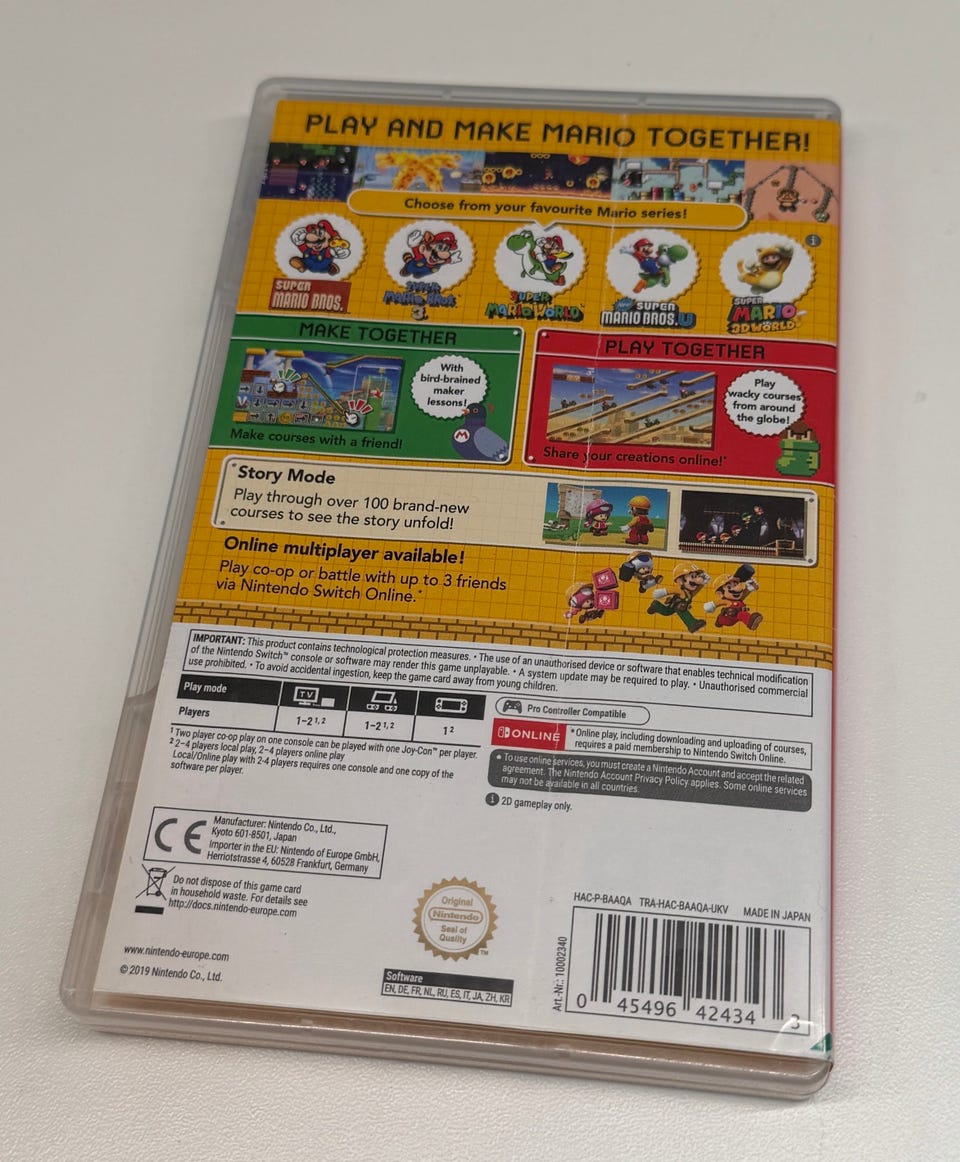 PLAY AND MAKE MARIO TOGETHER!
Choose from your favourite Mario series!
i
SUPER
MARIO BROS.
SUPER
MARIO BROS.
3
SUPER
MARIO WORLD
NEW SUPER
MARIO BROS. U
SUPER
MARIO
3D WORLD
MAKE TOGETHER
With
bird-brained
maker
lessons!
M
Make courses with a friend!
PLAY TOGETHER
Play
wacky courses
from around
the globe!
Share your creations online!*
Story Mode
Play through over 100 brand-new
courses to see the story unfold!
Online multiplayer available!
Play co-op or battle with up to 3 friends
via Nintendo Switch Online.*
IMPORTANT: This product contains technological protection measures. • The use of an unauthorised device or software that enables technical modification
of the Nintendo Switch™ console or software may render this game unplayable. • A system update may be required to play. • Unauthorised commercial
use prohibited. • To avoid accidental ingestion, keep the game card away from young children.
Play mode TV
Players 1–2 1, 2 1–2 1, 2 1 2
1 Two player co-op play on one console can be played with one Joy-Con™ per player.
2 2–4 players local play, 2–4 players online play
Local/Online play with 2-4 players requires one console and one copy of the
software per player.
Pro Controller Compatible
ONLINE
* Online play, including downloading and uploading of courses,
requires a paid membership to Nintendo Switch Online.
* To use online services, you must create a Nintendo Account and accept the related
agreement. The Nintendo Account Privacy Policy applies. Some online services
may not be available in all countries.
i 2D gameplay only.
CE
Manufacturer: Nintendo Co., Ltd.,
Kyoto 601-8501, Japan
Importer in the EU: Nintendo of Europe GmbH,
Herriotstrasse 4, 60528 Frankfurt, Germany
Do not dispose of this game card
in household waste. For details see
http://docs.nintendo-europe.com
www.nintendo-europe.com
© 2019 Nintendo Co., Ltd.
Original
Nintendo
Seal of
Quality
TM
Software
EN, DE, FR, NL, RU, ES, IT, JA, ZH, KR
HAC-P-BAAQA TRA-HAC-BAAQA-UKV MADE IN JAPAN
Art.-Nr.: 10002340
0 45496 42434 3